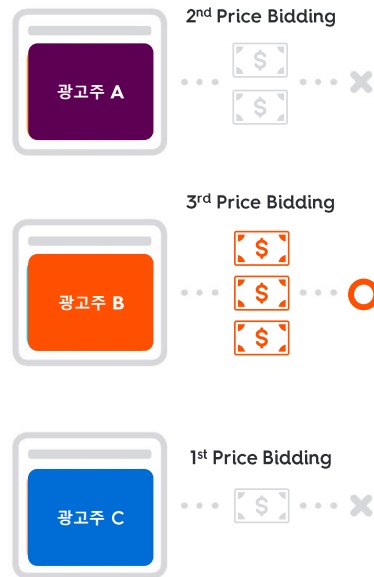 2nd Price Bidding
광고주 A
$
$
3rd Price Bidding
$
광고주 B
$
$
1st Price Bidding
광고주 C
$